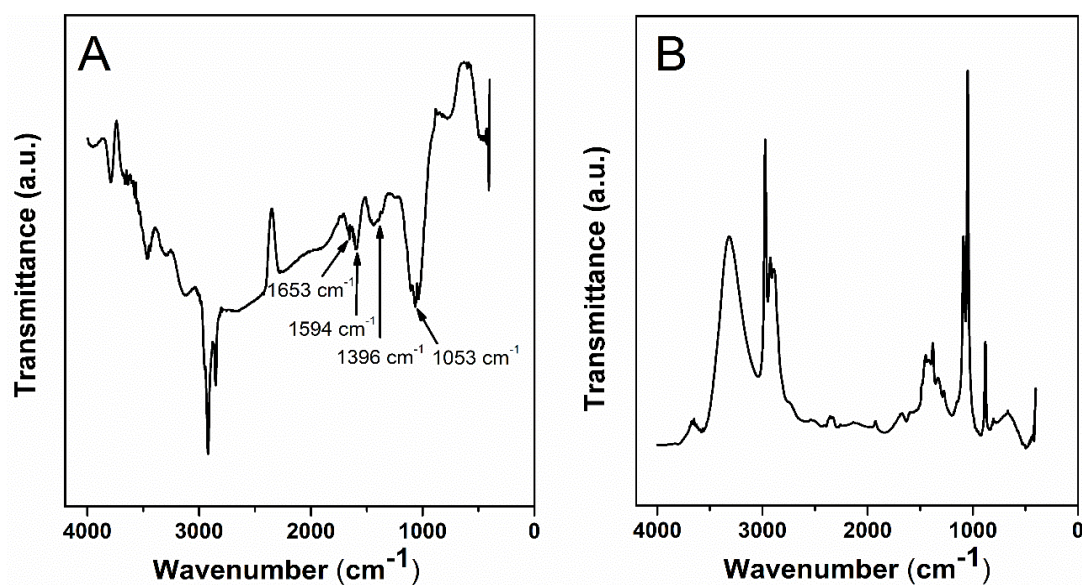 A
Transmittance (a.u.)
1653 cm⁻¹
1594 cm⁻¹
1396 cm⁻¹
1053 cm⁻¹
4000
3000
2000
1000
0
Wavenumber (cm⁻¹)
B
Transmittance (a.u.)
4000
3000
2000
1000
0
Wavenumber (cm⁻¹)